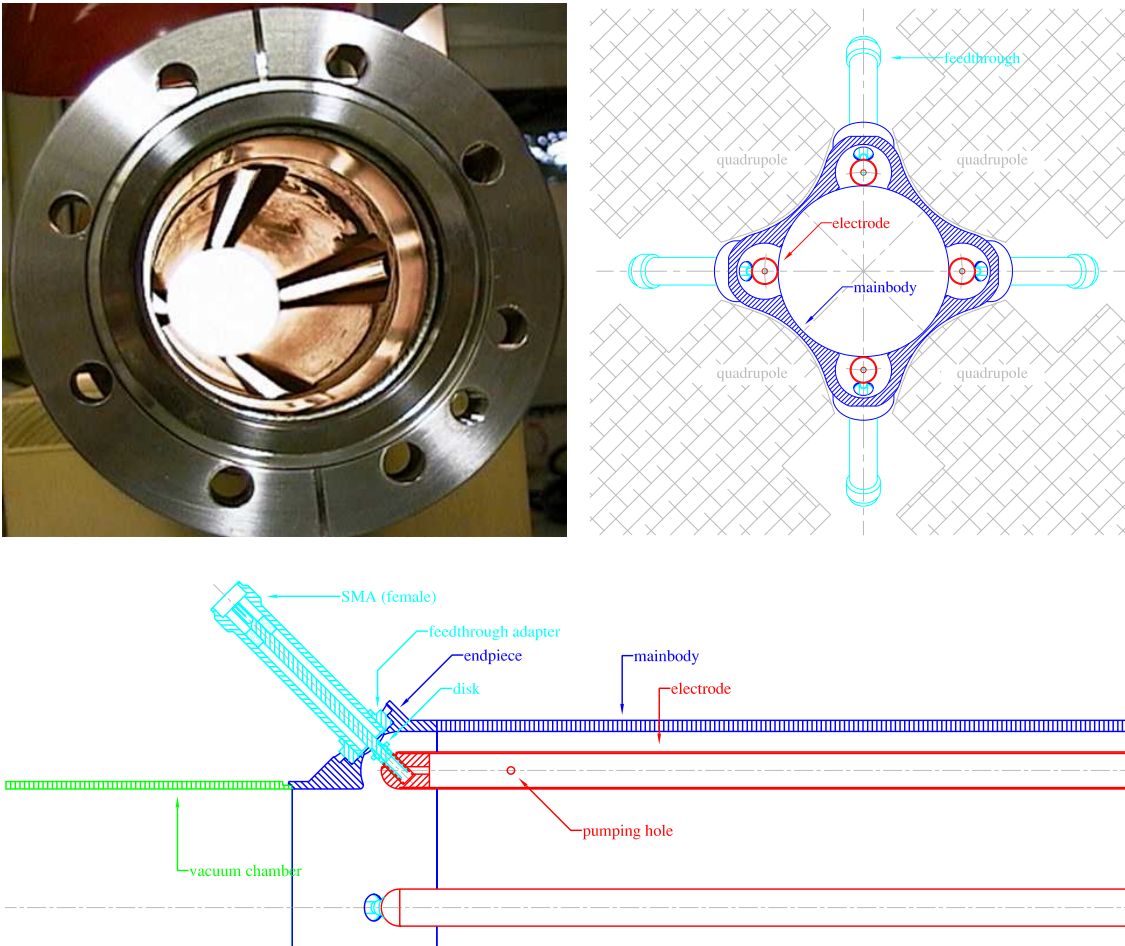 feedthrough
quadrupole
quadrupole
electrode
mainbody
quadrupole
quadrupole
SMA (female)
feedthrough adapter
endpiece
mainbody
disk
electrode
pumping hole
vacuum chamber